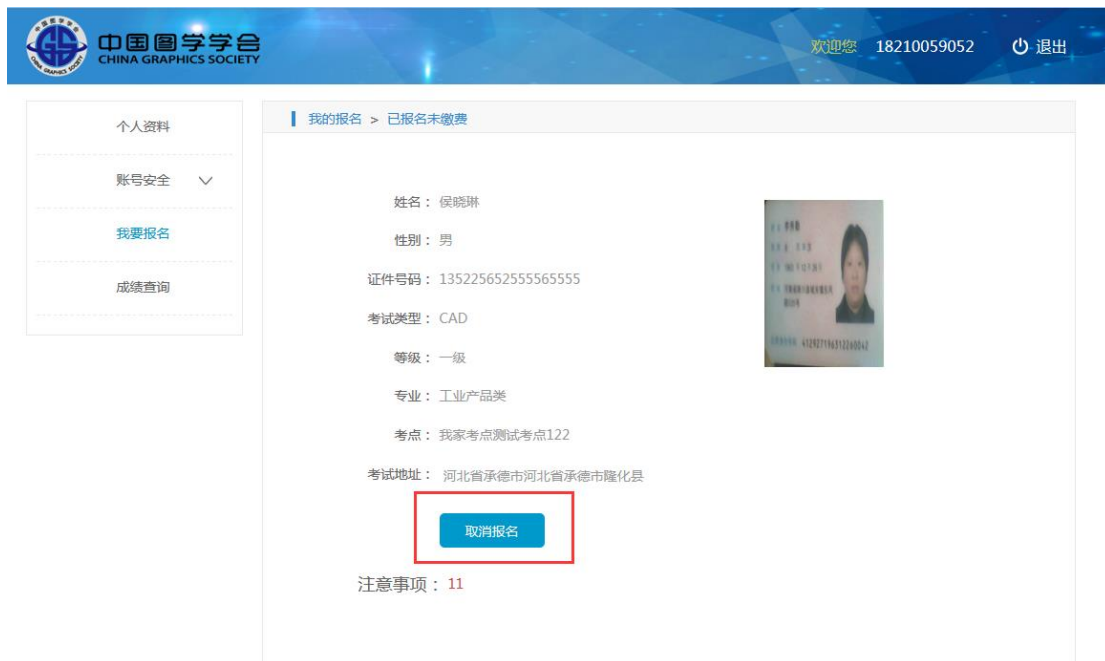 中国图学学会
CHINA GRAPHICS SOCIETY
欢迎您 18210059052 退出
个人资料
账号安全
我要报名
成绩查询
我的报名 > 已报名未缴费
姓名： 侯晓琳
性别： 男
证件号码： 135225652555565555
考试类型： CAD
等级： 一级
专业： 工业产品类
考点： 我家考点测试考点122
考试地址： 河北省承德市河北省承德市隆化县
取消报名
注意事项： 11